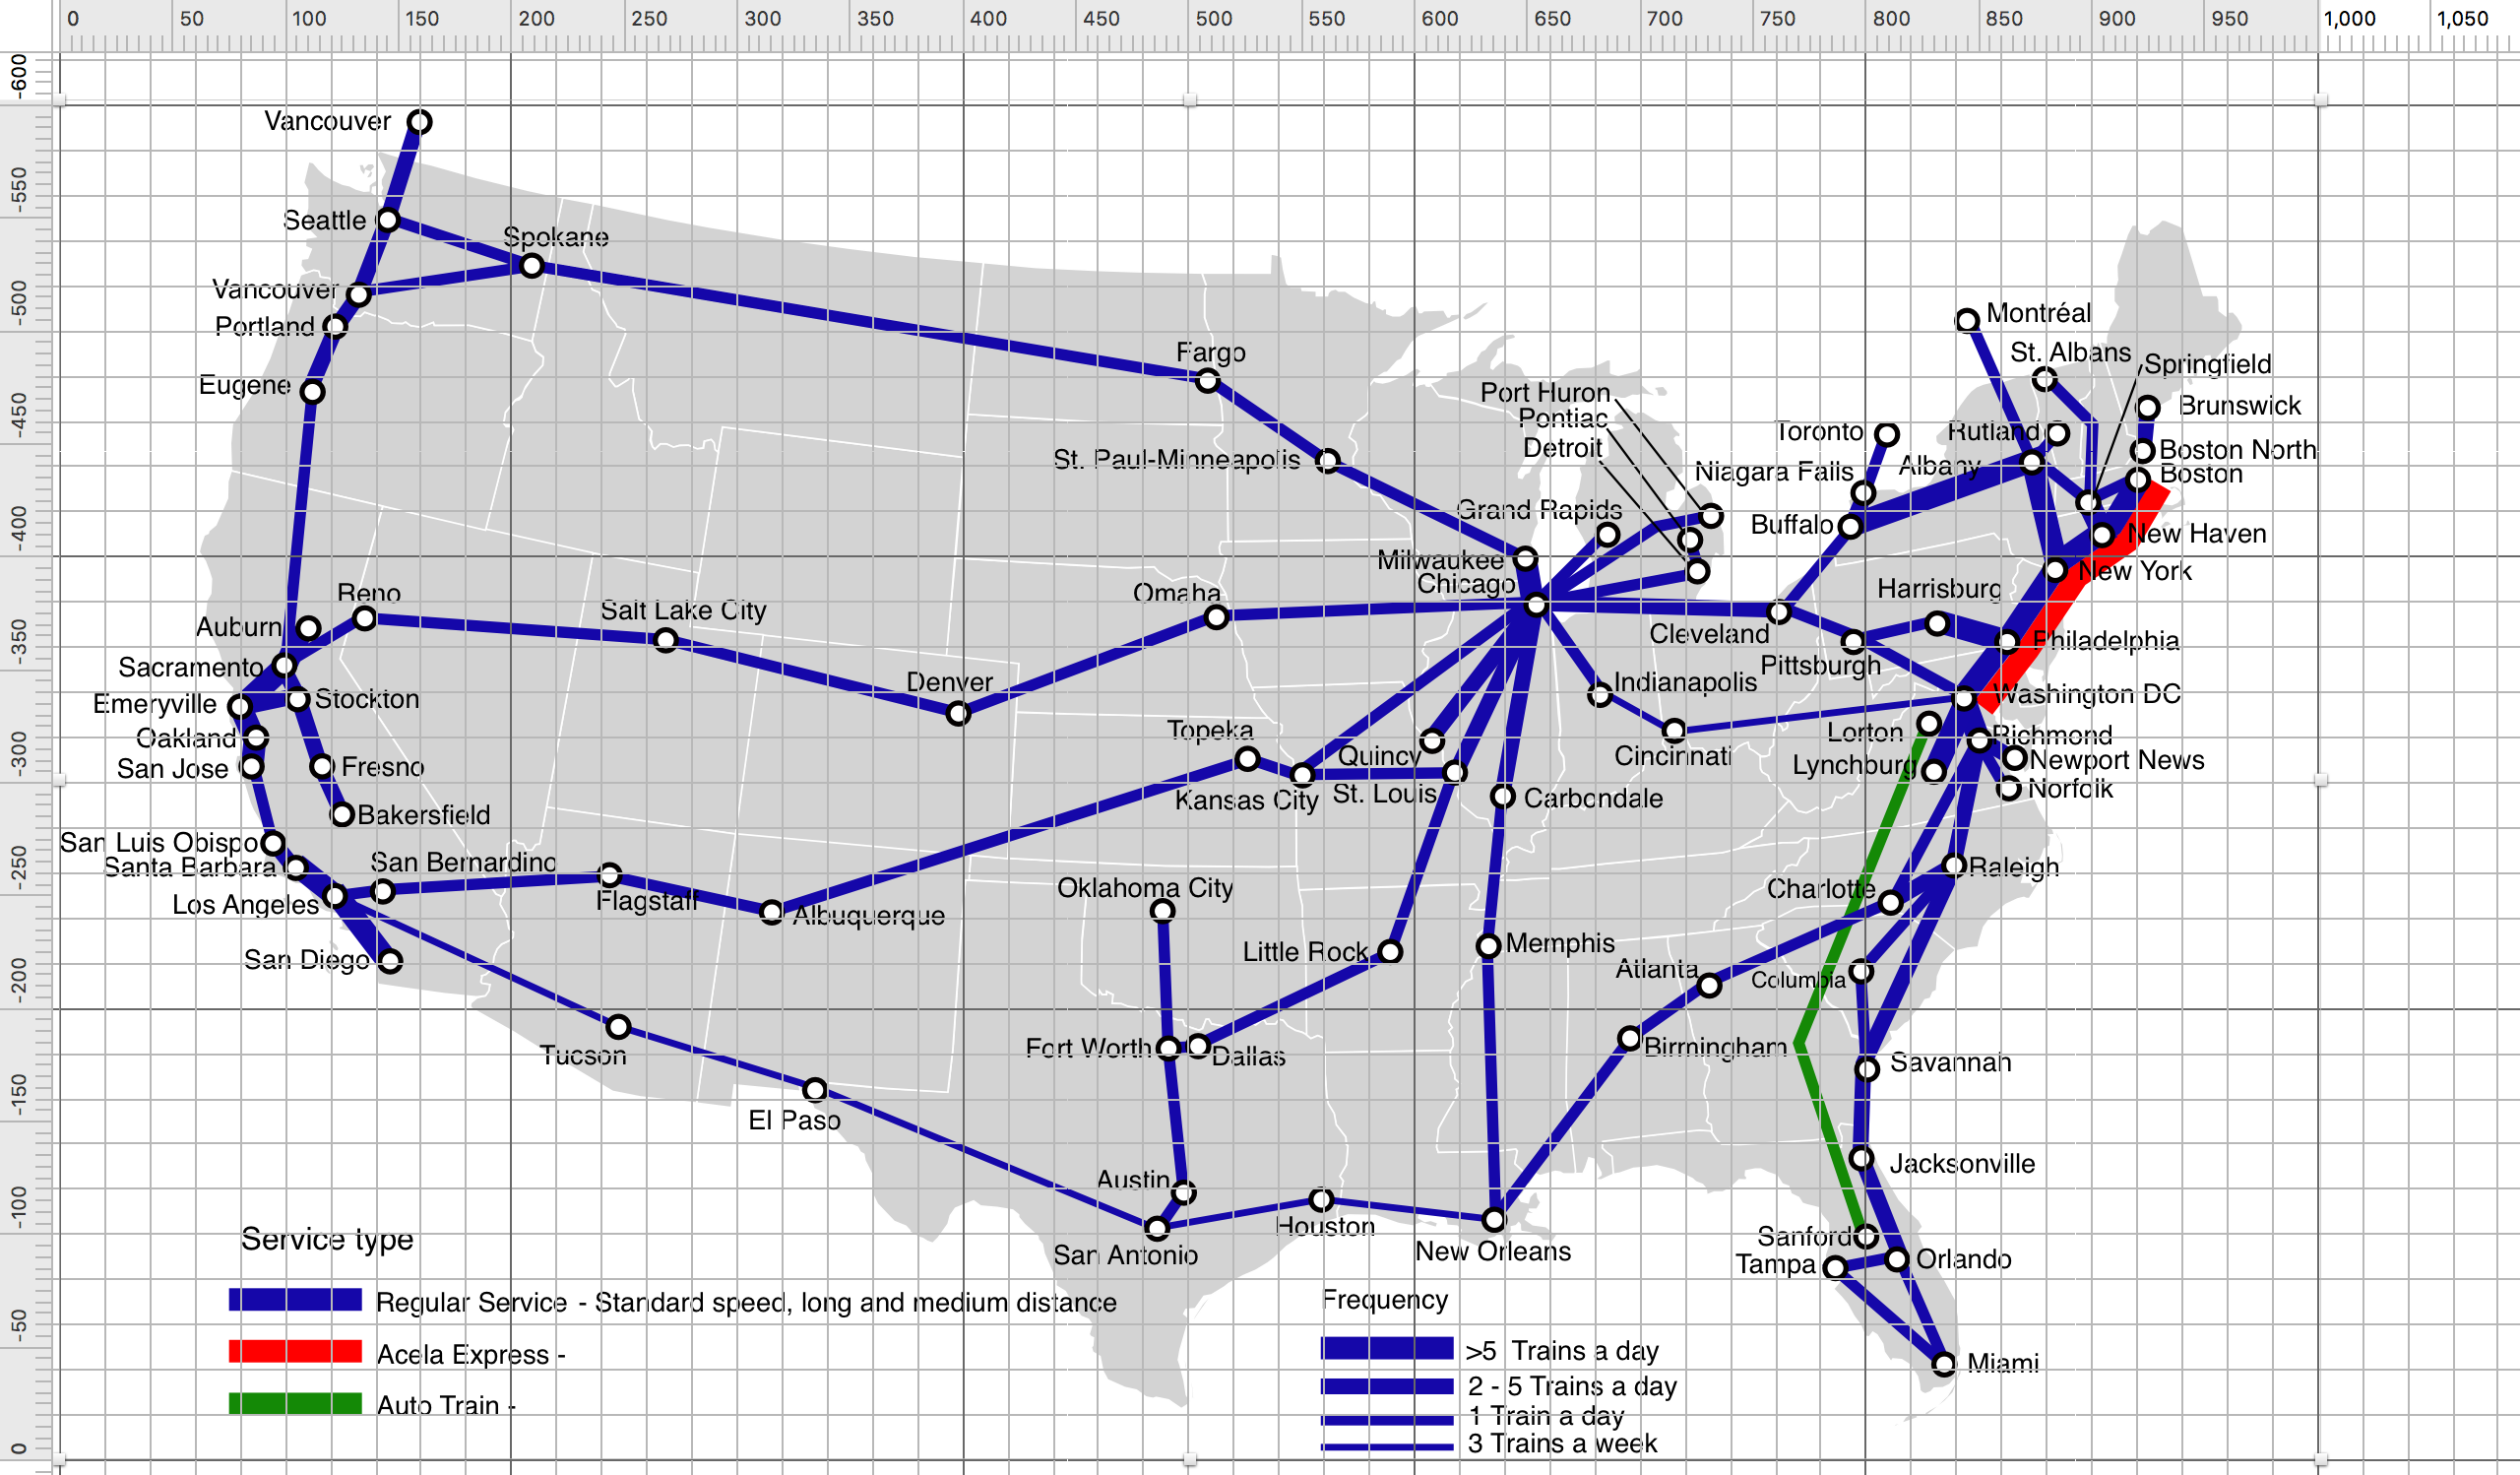 0 50 100 150 200 250 300 350 400 450 500 550 600 650 700 750 800 850 900 950 1,000 1,050
-600
-550
-500
-450
-400
-350
-300
-250
-200
-150
-100
-50
0
Vancouver
Seattle
Spokane
Vancouver
Portland
Eugene
Fargo
St. Paul-Minneapolis
Port Huron
Pontiac
Detroit
Grand Rapids
Milwaukee
Chicago
Montréal
St. Albans
Springfield
Brunswick
Toronto
Rutland
Boston North
Niagara Falls
Albany
Boston
Buffalo
New Haven
New York
Harrisburg
Reno
Salt Lake City
Omaha
Auburn
Cleveland
Philadelphia
Sacramento
Pittsburgh
Denver
Indianapolis
Washington DC
Emeryville
Stockton
Topeka
Oakland
Quincy
Cincinnati
Lorton
Richmond
San Jose
Fresno
Lynchburg
Newport News
Kansas City
St. Louis
Carbondale
Norfolk
Bakersfield
San Luis Obispo
Santa Barbara
San Bernardino
Raleigh
Los Angeles
Flagstaff
Albuquerque
Oklahoma City
Charlotte
San Diego
Little Rock
Memphis
Atlanta
Columbia
Tucson
Fort Worth
Dallas
Birmingham
Savannah
El Paso
Austin
Jacksonville
San Antonio
Houston
New Orleans
Sanford
Tampa
Orlando
Miami
Service type
Regular Service - Standard speed, long and medium distance
Acela Express -
Auto Train -
Frequency
>5 Trains a day
2 - 5 Trains a day
1 Train a day
3 Trains a week